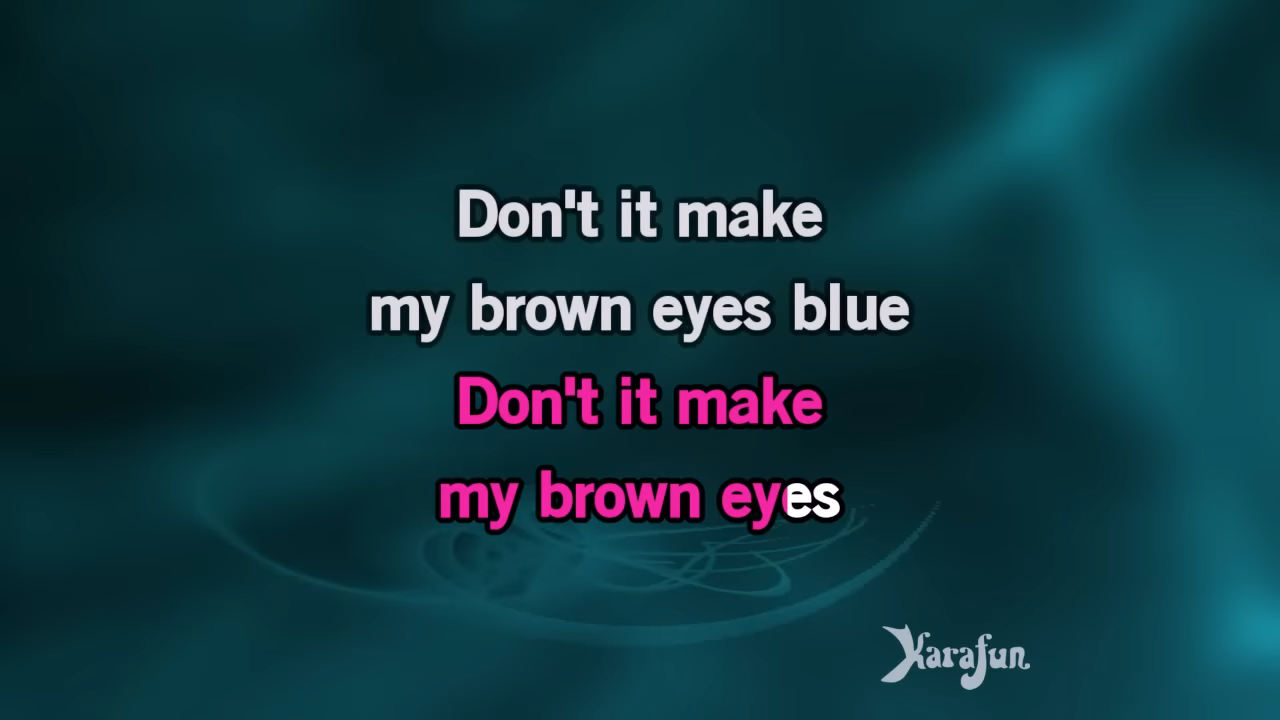 Don't it make
my brown eyes blue
Don't it make
my brown eyes
Karafun